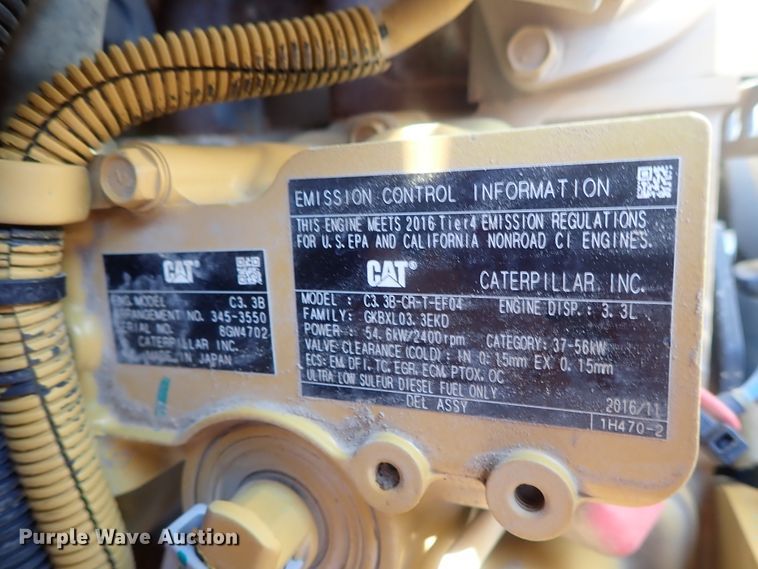 CAT
ENG. MODEL C3.3B
ARRANGEMENT NO. 345-3550
SERIAL 8GW4702
CATERPILLAR INC.
MADE IN JAPAN
EMISSION CONTROL INFORMATION
THIS ENGINE MEETS 2016 Tier4 EMISSION REGULATIONS
FOR U.S. EPA AND CALIFORNIA NONROAD CI ENGINES.
CAT CATERPILLAR INC.
MODEL : C3.3B-CR-T-EF04 ENGINE DISP.: 3.3L
FAMILY: GKBXL03.3EKD
POWER: 54.6kW/2400rpm CATEGORY: 37-56kW
VALVE CLEARANCE (COLD): IN 0.15mm EX 0.15mm
ECS: EM, DFI, TC, EGR, ECM, PTOX, OC
ULTRA LOW SULFUR DIESEL FUEL ONLY
DEL ASSY 2016/11
1H470-2
Purple Wave Auction